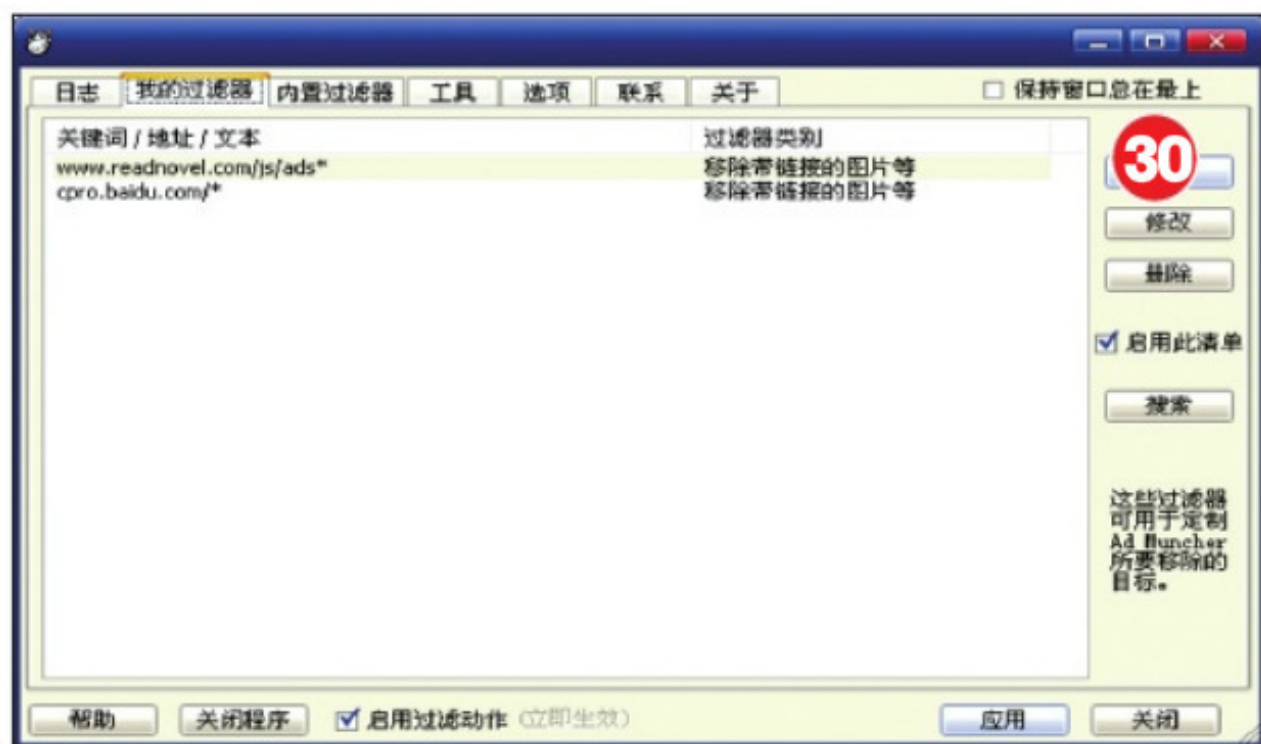 日志 我的过滤器 内置过滤器 工具 选项 联系 关于 保持窗口总在最上
关键词 / 地址 / 文本 过滤器类别
www.readnovel.com/js/ads* 移除带链接的图片等
cpro.baidu.com/* 移除带链接的图片等
30
修改
删除
启用此清单
搜索
这些过滤器
可用于定制
Ad Muncher
所要移除的
目标。
帮助 关闭程序 启用过滤动作 (立即生效) 应用 关闭